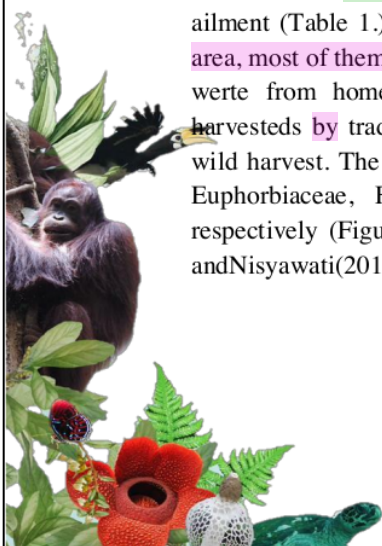 ailment (Table 1.)
area, most of them
werte from home
harvesteds by trad
wild harvest. The
Euphorbiaceae, F
respectively (Figu
andNisyawati(201